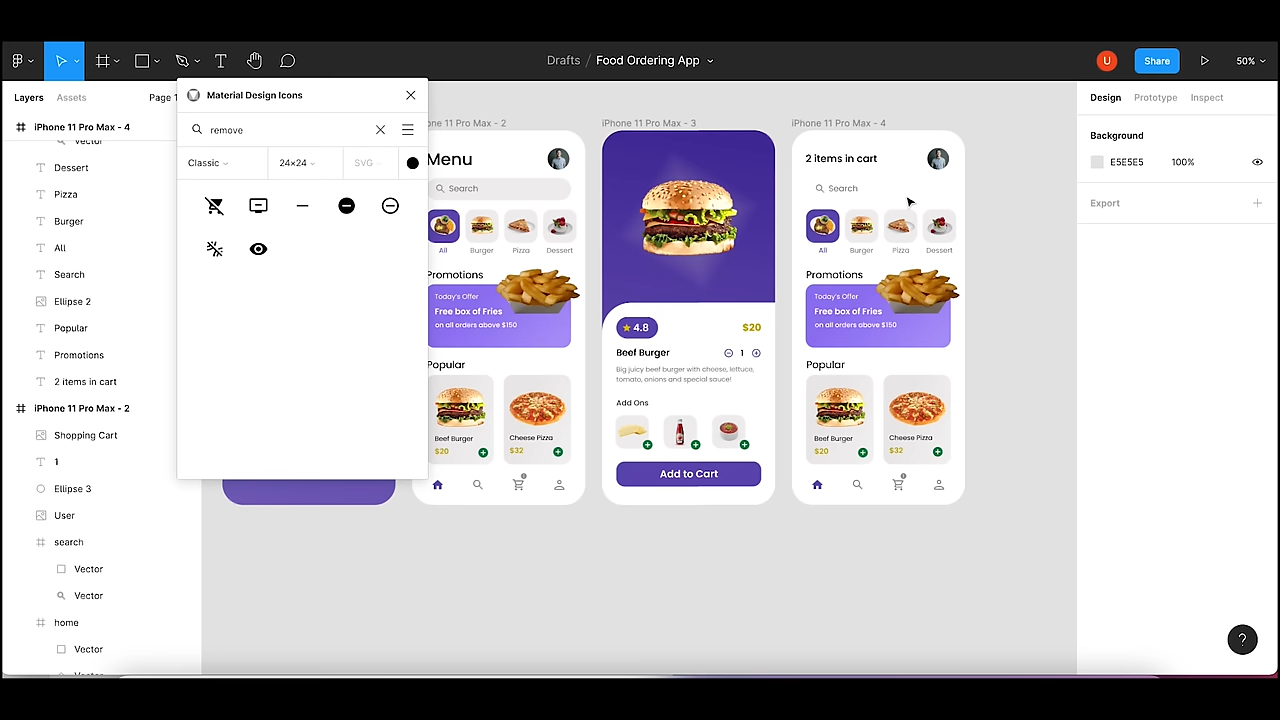 Drafts / Food Ordering App
U
Share
50%
Layers
Assets
Page 1
iPhone 11 Pro Max - 4
Vector
Dessert
Pizza
Burger
All
Search
Ellipse 2
Popular
Promotions
2 items in cart
iPhone 11 Pro Max - 2
Shopping Cart
1
Ellipse 3
User
search
Vector
Vector
home
Vector
Vector
Material Design Icons
remove
Classic
24×24
SVG
11 Pro Max - 2
Menu
Search
All
Burger
Pizza
Dessert
Promotions
Today's Offer
Free box of Fries
on all orders above $150
Popular
Beef Burger
$20
Cheese Pizza
$32
iPhone 11 Pro Max - 3
4.8
$20
Beef Burger
1
Big juicy beef burger with cheese, lettuce,
tomato, onions and special sauce!
Add Ons
Add to Cart
iPhone 11 Pro Max - 4
2 items in cart
Search
All
Burger
Pizza
Dessert
Promotions
Today's Offer
Free box of Fries
on all orders above $150
Popular
Beef Burger
$20
Cheese Pizza
$32
Design
Prototype
Inspect
Background
E5E5E5
100%
Export
?